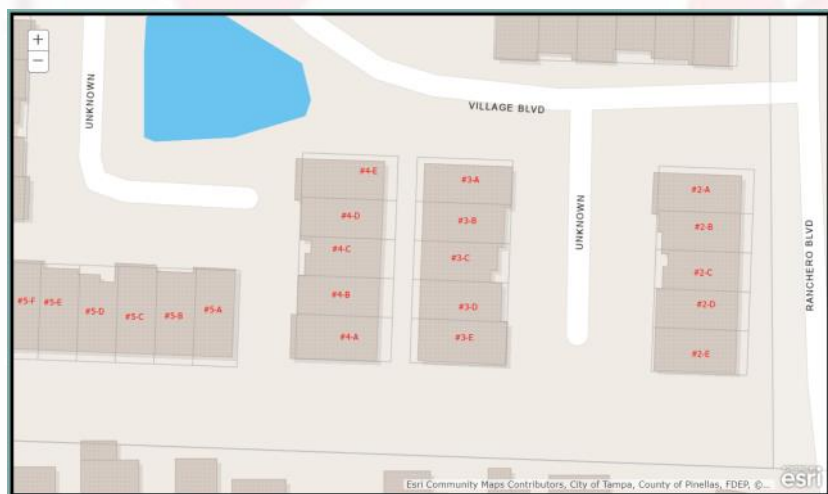 +
−
UNKNOWN
VILLAGE BLVD
UNKNOWN
RANCHERO BLVD
#4-E
#4-D
#4-C
#4-B
#4-A
#3-A
#3-B
#3-C
#3-D
#3-E
#2-A
#2-B
#2-C
#2-D
#2-E
#5-F
#5-E
#5-D
#5-C
#5-B
#5-A
Esri Community Maps Contributors, City of Tampa, County of Pinellas, FDEP, ©...
esri